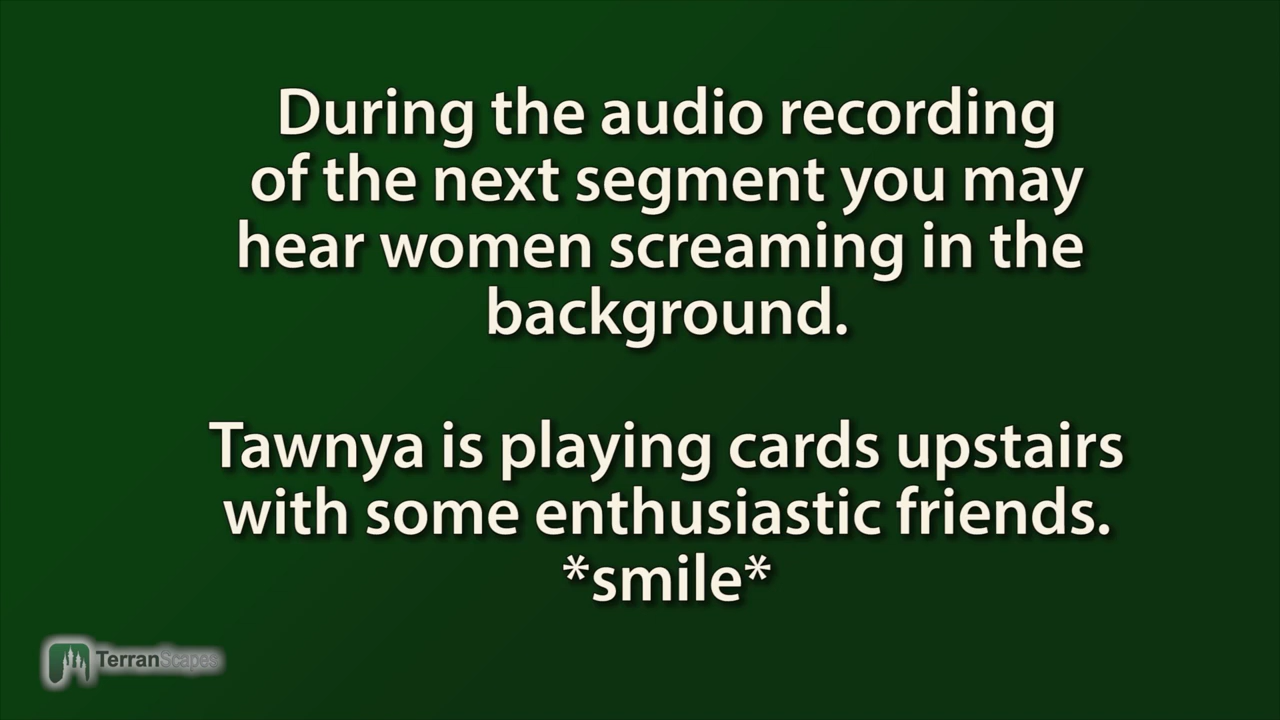 During the audio recording
of the next segment you may
hear women screaming in the
background.
Tawnya is playing cards upstairs
with some enthusiastic friends.
*smile*
TerranScapes